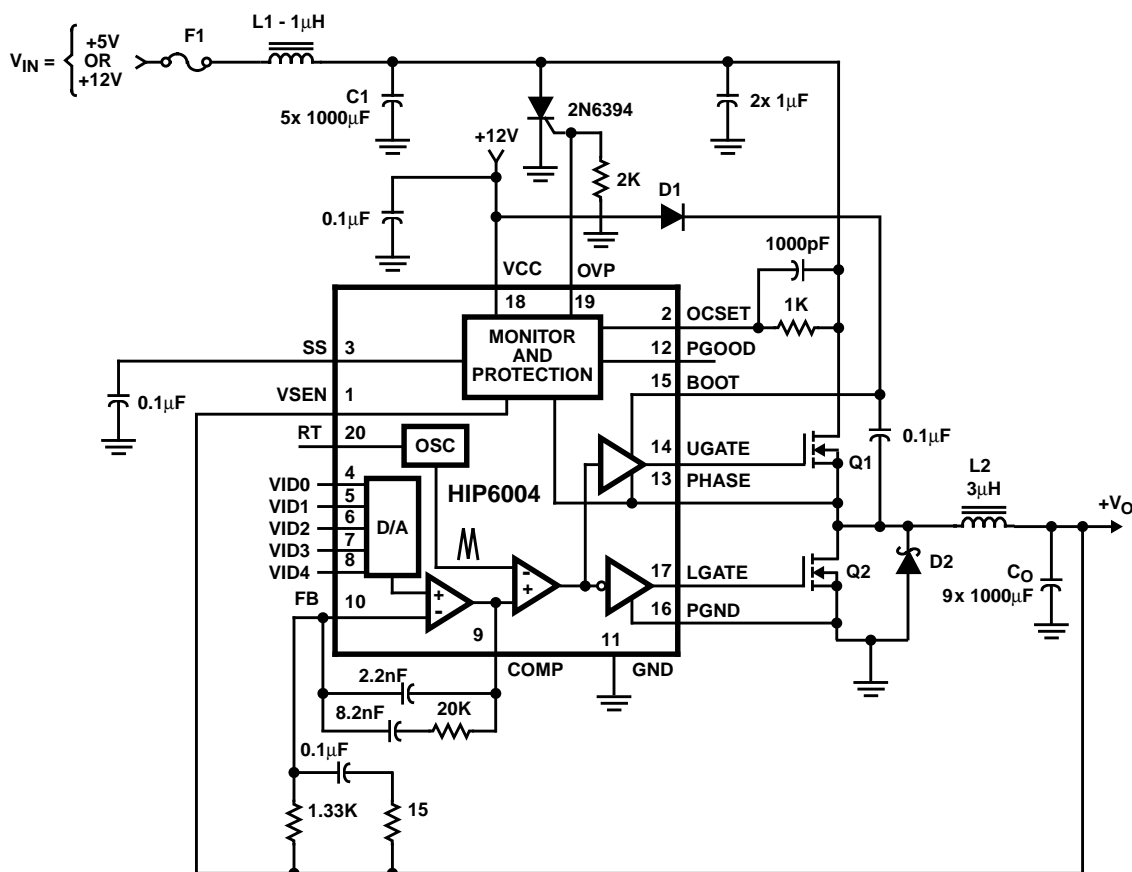 L1 - 1µH
F1
+5V
V_IN =
OR
+12V
C1
5x 1000µF
2N6394
2x 1µF
+12V
2K
D1
0.1µF
1000pF
VCC
OVP
18
19
1K
2
OCSET
MONITOR
AND
PROTECTION
12
PGOOD
SS
3
15
BOOT
VSEN
1
0.1µF
RT
20
OSC
0.1µF
14
UGATE
Q1
13
PHASE
L2
3µH
+V_O
VID0
4
VID1
5
VID2
6
VID3
7
VID4
8
D/A
HIP6004
+
-
-
+
17
LGATE
Q2
D2
C_O
9x 1000µF
FB
10
16
PGND
9
11
COMP
GND
2.2nF
8.2nF
20K
0.1µF
1.33K
15